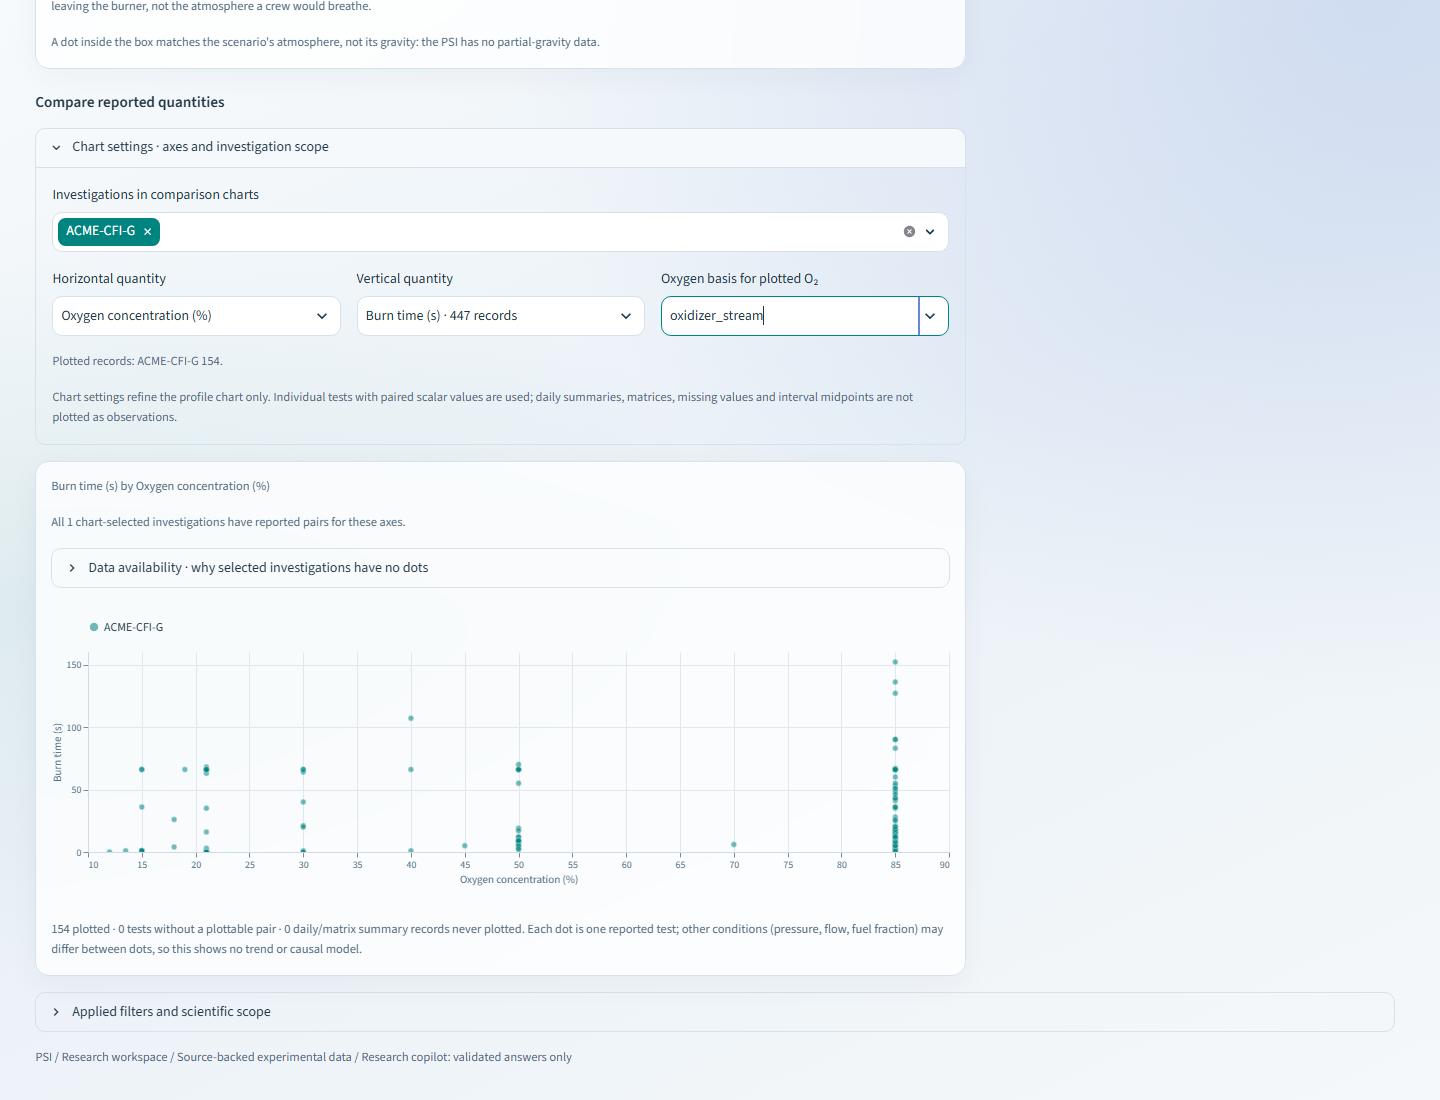 leaving the burner, not the atmosphere a crew would breathe.
A dot inside the box matches the scenario's atmosphere, not its gravity: the PSI has no partial-gravity data.
Compare reported quantities
Chart settings · axes and investigation scope
Investigations in comparison charts
ACME-CFI-G ×
Horizontal quantity
Vertical quantity
Oxygen basis for plotted O₂
Oxygen concentration (%)
Burn time (s) · 447 records
oxidizer_stream
Plotted records: ACME-CFI-G 154.
Chart settings refine the profile chart only. Individual tests with paired scalar values are used; daily summaries, matrices, missing values and interval midpoints are not
plotted as observations.
Burn time (s) by Oxygen concentration (%)
All 1 chart-selected investigations have reported pairs for these axes.
Data availability · why selected investigations have no dots
ACME-CFI-G
150
100
50
0
Burn time (s)
10 15 20 25 30 35 40 45 50 55 60 65 70 75 80 85 90
Oxygen concentration (%)
154 plotted · 0 tests without a plottable pair · 0 daily/matrix summary records never plotted. Each dot is one reported test; other conditions (pressure, flow, fuel fraction) may
differ between dots, so this shows no trend or causal model.
Applied filters and scientific scope
PSI / Research workspace / Source-backed experimental data / Research copilot: validated answers only